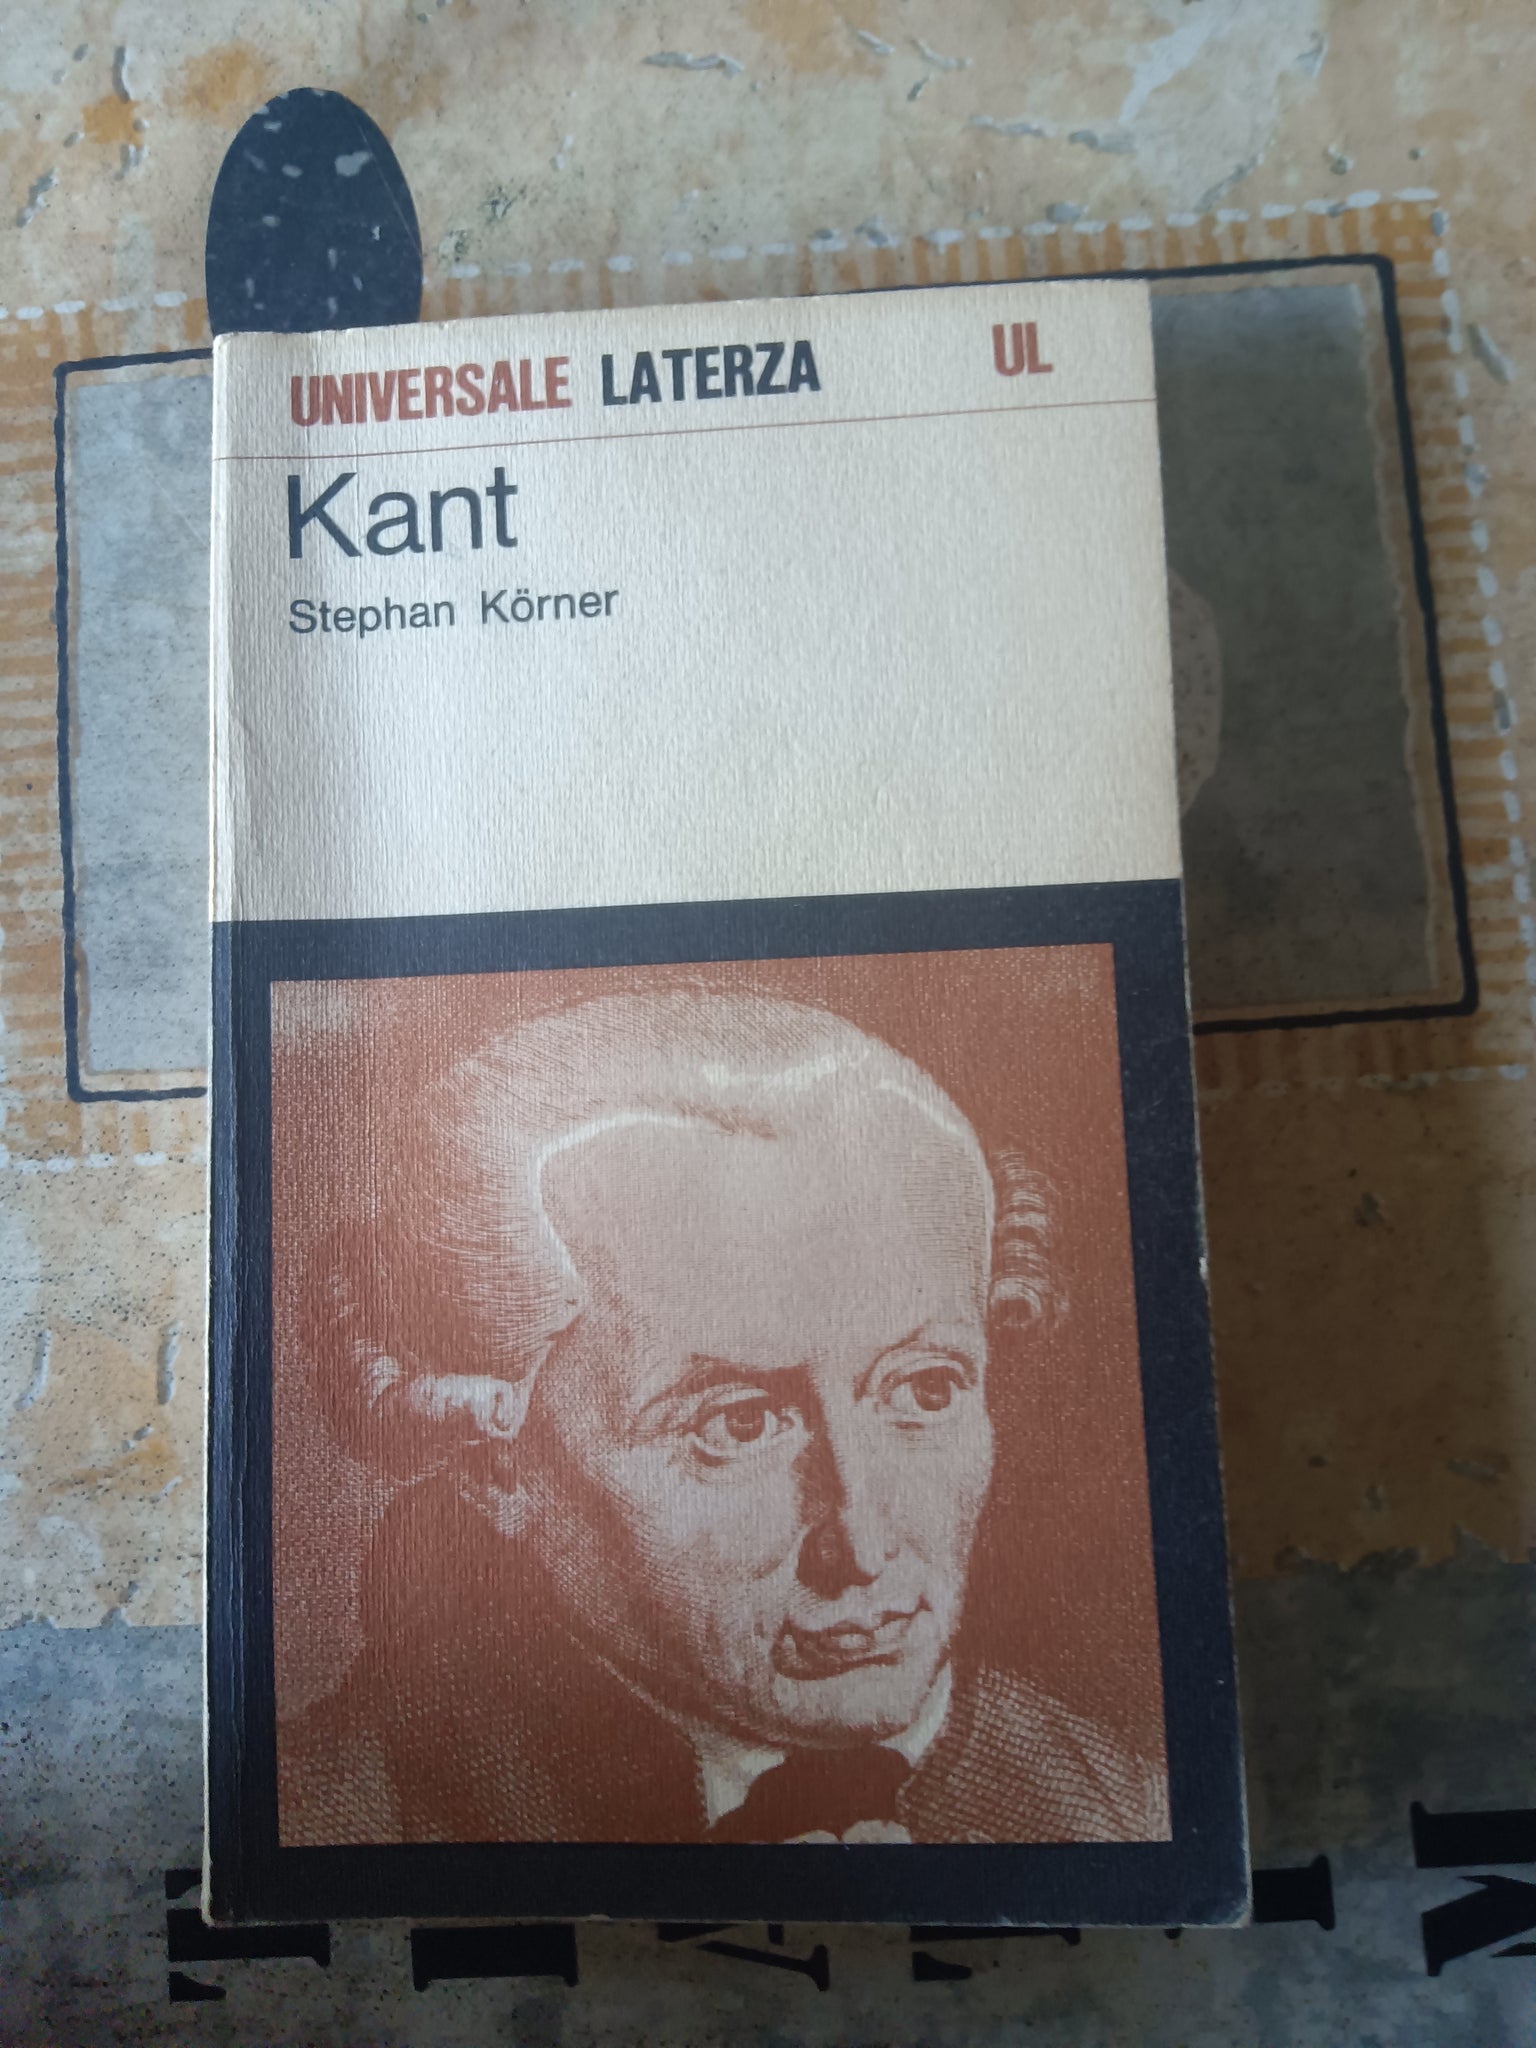 UNIVERSALE LATERZA UL
Kant
Stephan Körner